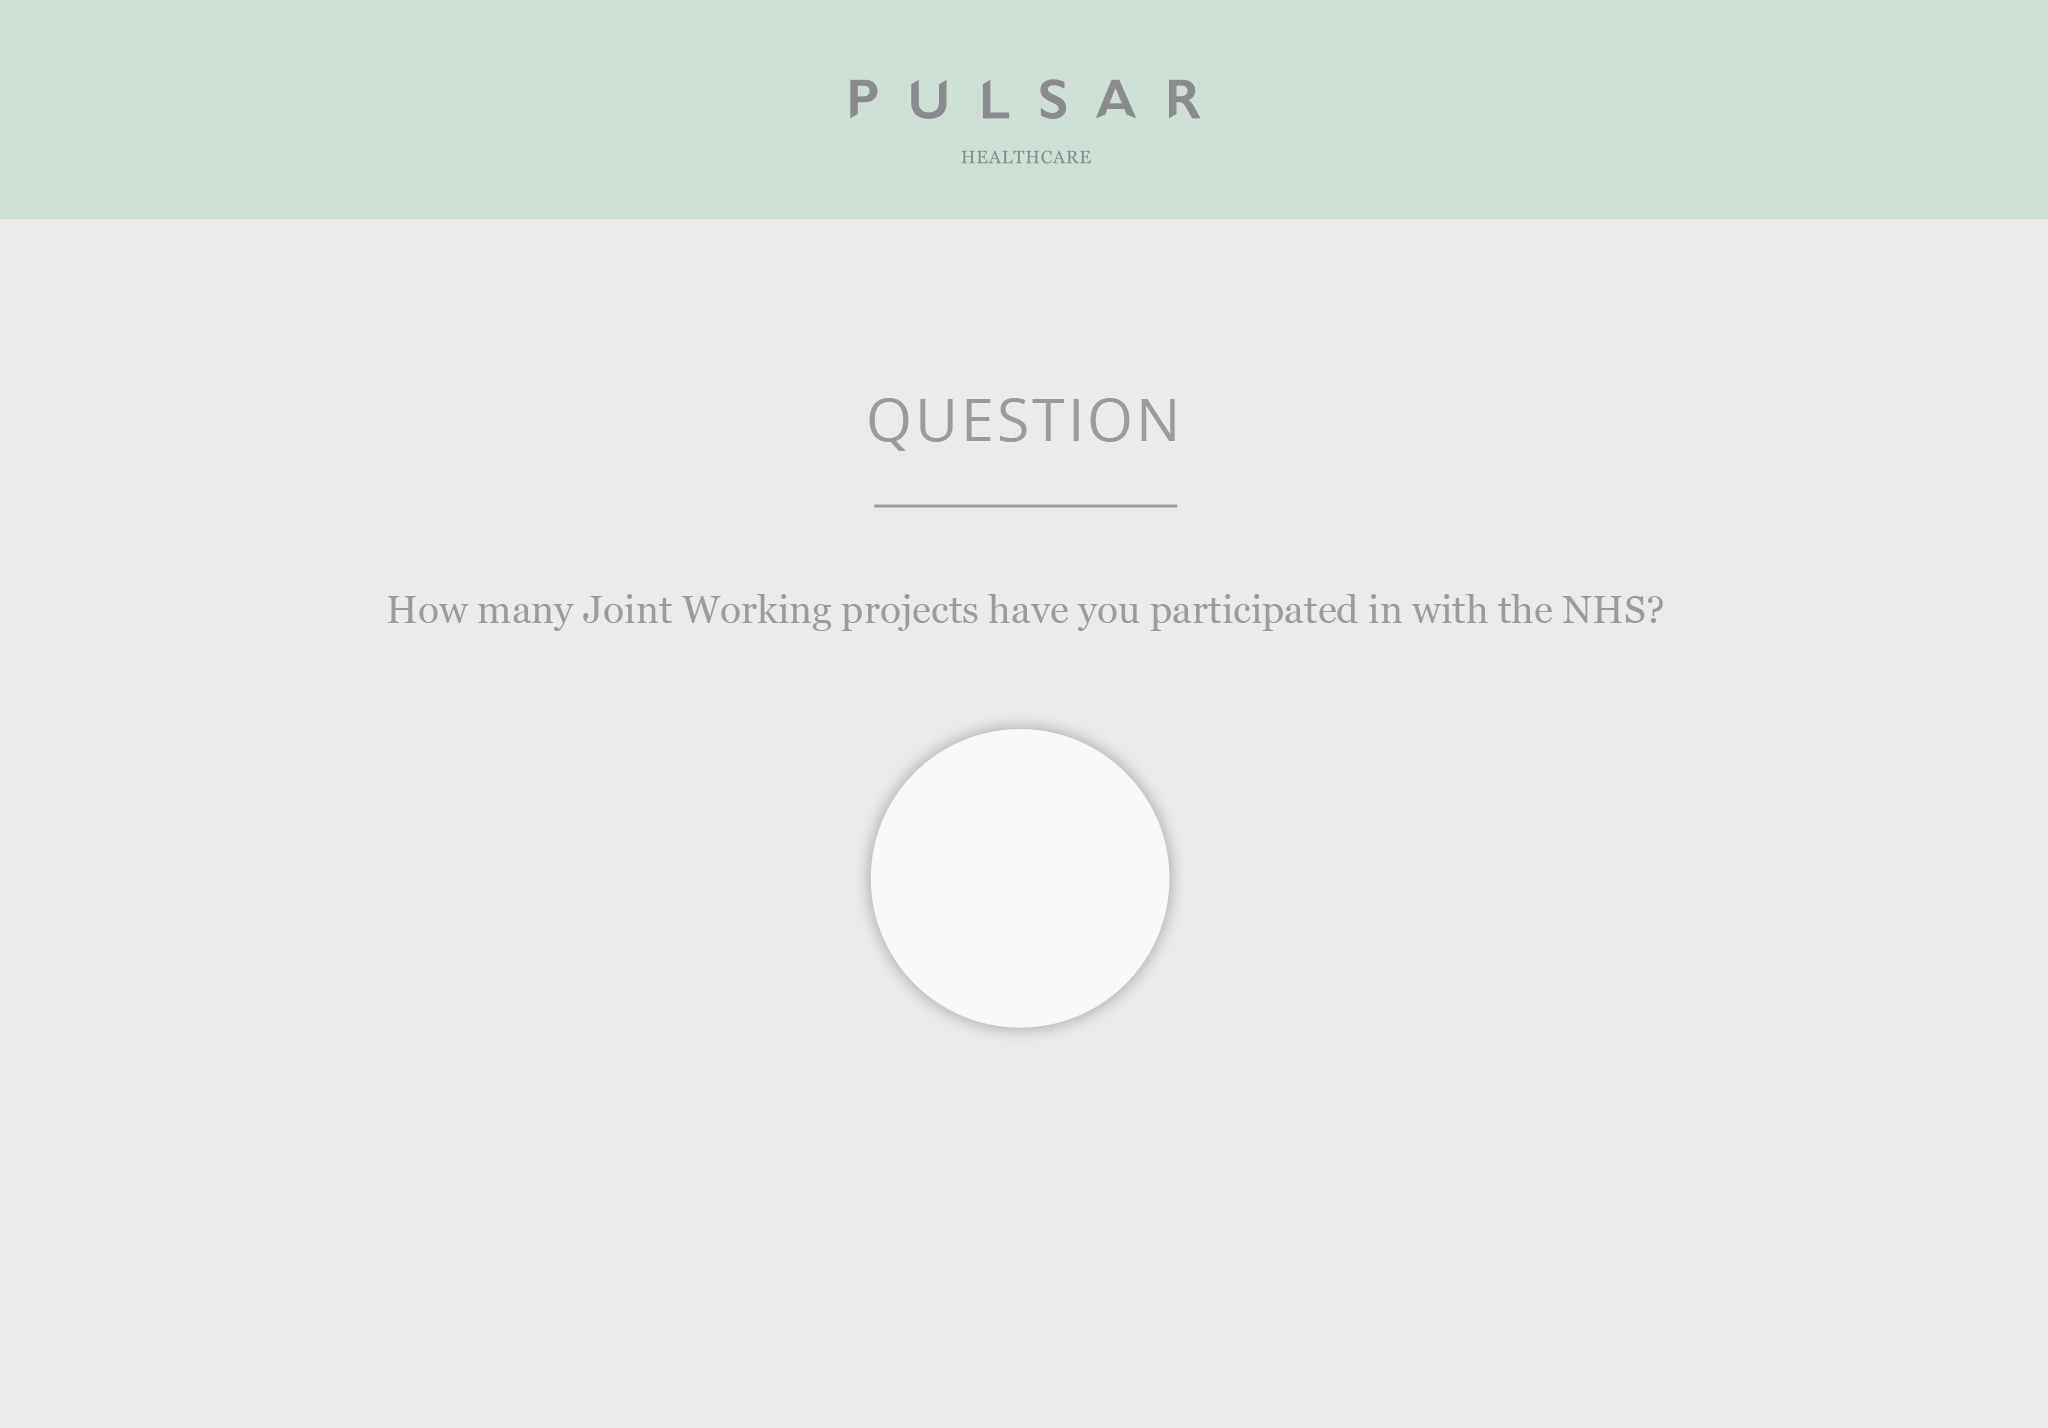 PULSAR
HEALTHCARE
QUESTION
How many Joint Working projects have you participated in with the NHS?